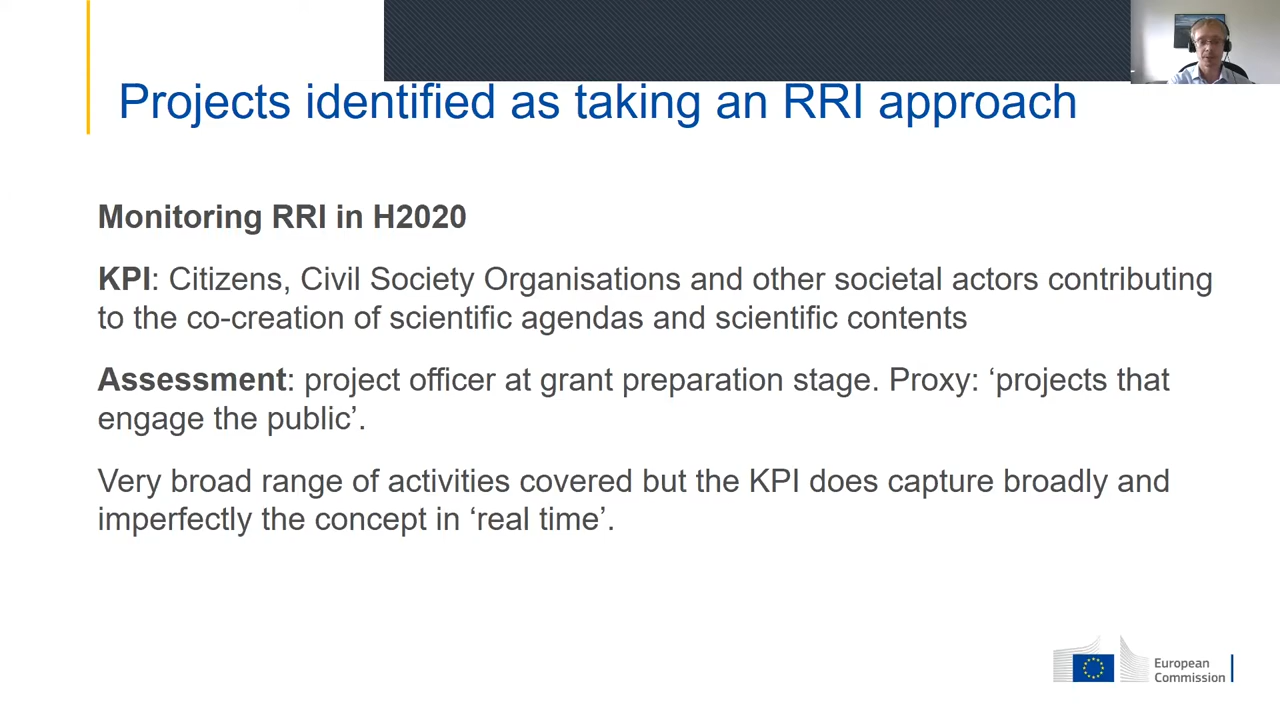 Projects identified as taking an RRI approach
Monitoring RRI in H2020
KPI: Citizens, Civil Society Organisations and other societal actors contributing
to the co-creation of scientific agendas and scientific contents
Assessment: project officer at grant preparation stage. Proxy: ‘projects that
engage the public’.
Very broad range of activities covered but the KPI does capture broadly and
imperfectly the concept in ‘real time’.
European
Commission